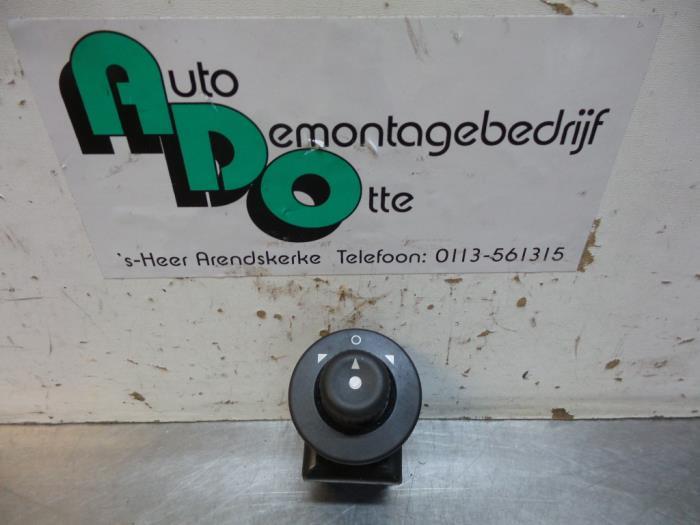 Auto
Demontagebedrijf
Otte
's-Heer Arendskerke Telefoon: 0113-561315